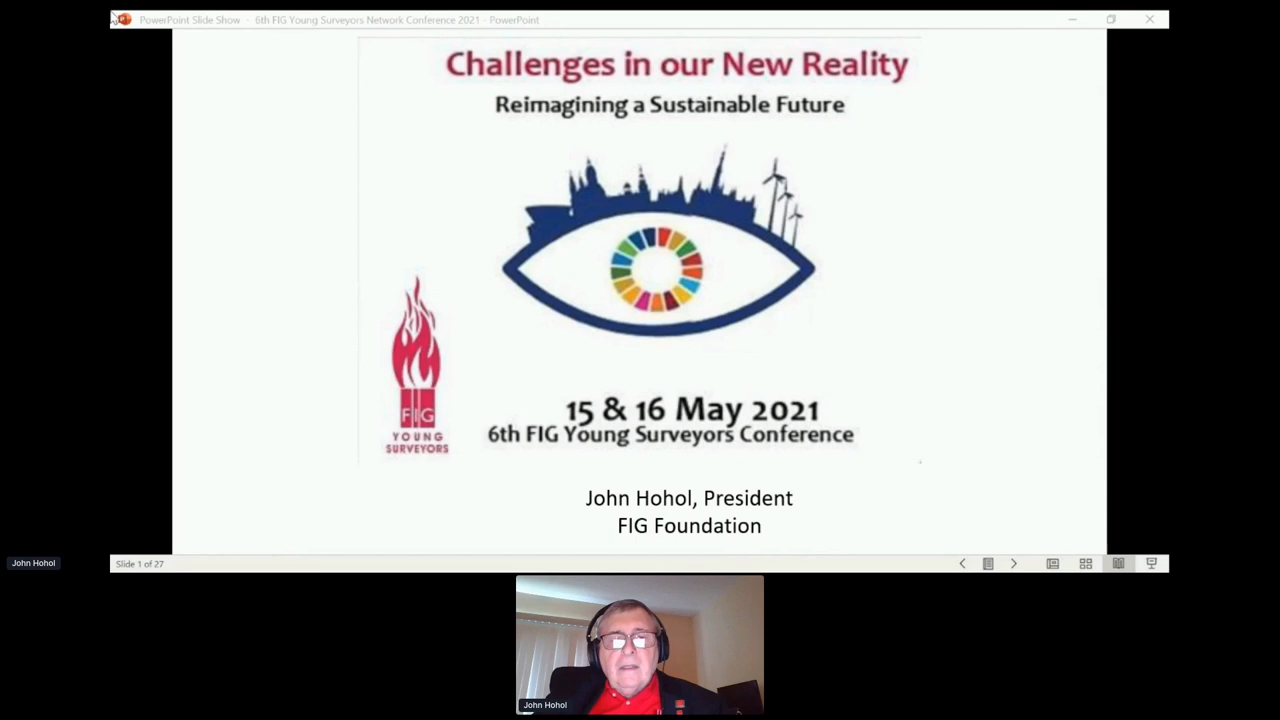 PowerPoint Slide Show - 6th FIG Young Surveyors Network Conference 2021 - PowerPoint
Challenges in our New Reality
Reimagining a Sustainable Future
FIG
YOUNG
SURVEYORS
15 & 16 May 2021
6th FIG Young Surveyors Conference
John Hohol, President
FIG Foundation
John Hohol
Slide 1 of 27
John Hohol